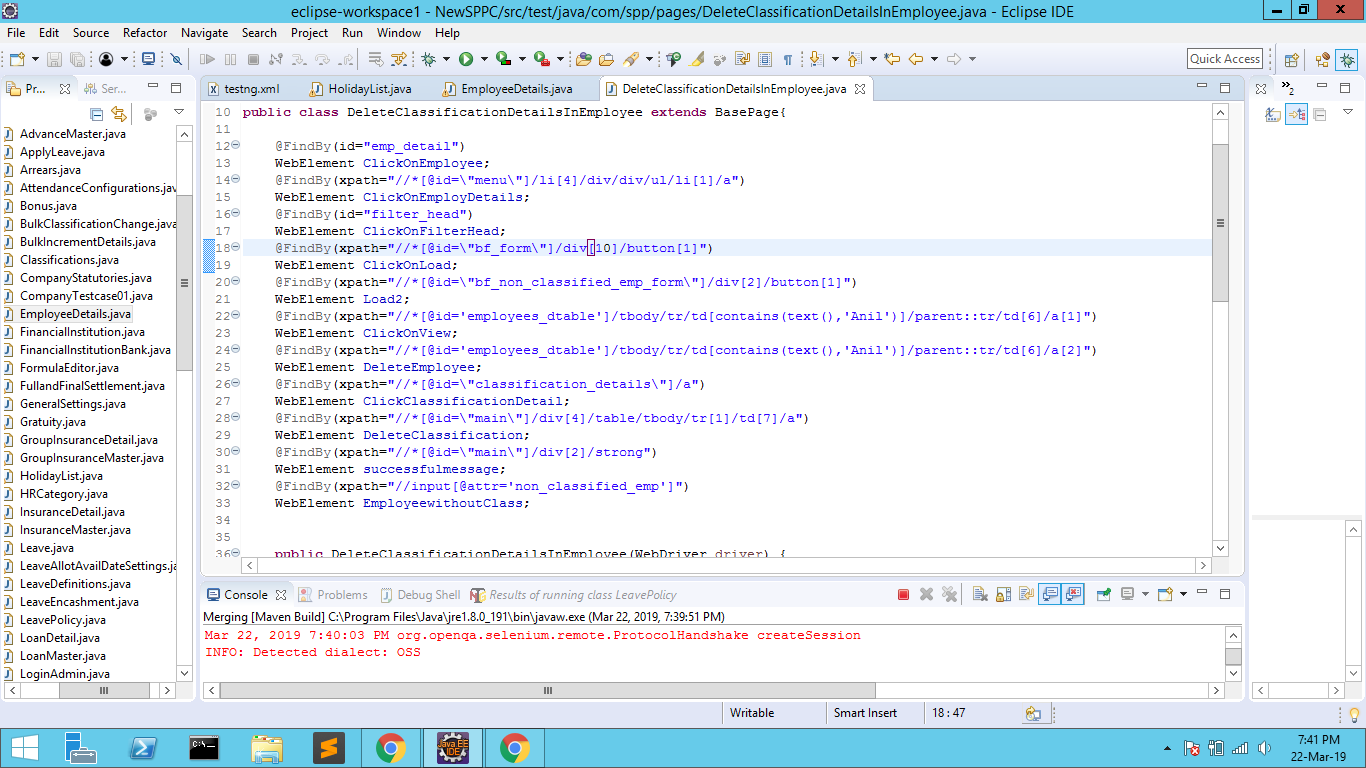 eclipse-workspace1 - NewSPPC/src/test/java/com/spp/pages/DeleteClassificationDetailsInEmployee.java - Eclipse IDE
File Edit Source Refactor Navigate Search Project Run Window Help
Quick Access
Pr... Ser...
testng.xml HolidayList.java EmployeeDetails.java DeleteClassificationDetailsInEmployee.java
2
AdvanceMaster.java
ApplyLeave.java
Arrears.java
AttendanceConfigurations.jav
Bonus.java
BulkClassificationChange.java
BulkIncrementDetails.java
Classifications.java
CompanyStatutories.java
CompanyTestcase01.java
EmployeeDetails.java
FinancialInstitution.java
FinancialInstitutionBank.java
FormulaEditor.java
FullandFinalSettlement.java
GeneralSettings.java
Gratuity.java
GroupInsuranceDetail.java
GroupInsuranceMaster.java
HolidayList.java
HRCategory.java
InsuranceDetail.java
InsuranceMaster.java
Leave.java
LeaveAllotAvailDateSettings.ja
LeaveDefinitions.java
LeaveEncashment.java
LeavePolicy.java
LoanDetail.java
LoanMaster.java
LoginAdmin.java
10 public class DeleteClassificationDetailsInEmployee extends BasePage{
11
12 @FindBy(id="emp_detail")
13 WebElement ClickOnEmployee;
14 @FindBy(xpath="//*[@id=\"menu\"]/li[4]/div/div/ul/li[1]/a")
15 WebElement ClickOnEmployDetails;
16 @FindBy(id="filter_head")
17 WebElement ClickOnFilterHead;
18 @FindBy(xpath="//*[@id=\"bf_form\"]/div[10]/button[1]")
19 WebElement ClickOnLoad;
20 @FindBy(xpath="//*[@id=\"bf_non_classified_emp_form\"]/div[2]/button[1]")
21 WebElement Load2;
22 @FindBy(xpath="//*[@id='employees_dtable']/tbody/tr/td[contains(text(),'Anil')]/parent::tr/td[6]/a[1]")
23 WebElement ClickOnView;
24 @FindBy(xpath="//*[@id='employees_dtable']/tbody/tr/td[contains(text(),'Anil')]/parent::tr/td[6]/a[2]")
25 WebElement DeleteEmployee;
26 @FindBy(xpath="//*[@id=\"classification_details\"]/a")
27 WebElement ClickClassificationDetail;
28 @FindBy(xpath="//*[@id=\"main\"]/div[4]/table/tbody/tr[1]/td[7]/a")
29 WebElement DeleteClassification;
30 @FindBy(xpath="//*[@id=\"main\"]/div[2]/strong")
31 WebElement successfulmessage;
32 @FindBy(xpath="//input[@attr='non_classified_emp']")
33 WebElement EmployeewithoutClass;
34
35
36 public DeleteClassificationDetailsInEmployee(WebDriver driver) {
Console Problems Debug Shell Results of running class LeavePolicy
Merging [Maven Build] C:\Program Files\Java\jre1.8.0_191\bin\javaw.exe (Mar 22, 2019, 7:39:51 PM)
Mar 22, 2019 7:40:03 PM org.openqa.selenium.remote.ProtocolHandshake createSession
INFO: Detected dialect: OSS
Writable Smart Insert 18 : 47
Java EE
IDE
7:41 PM
22-Mar-19